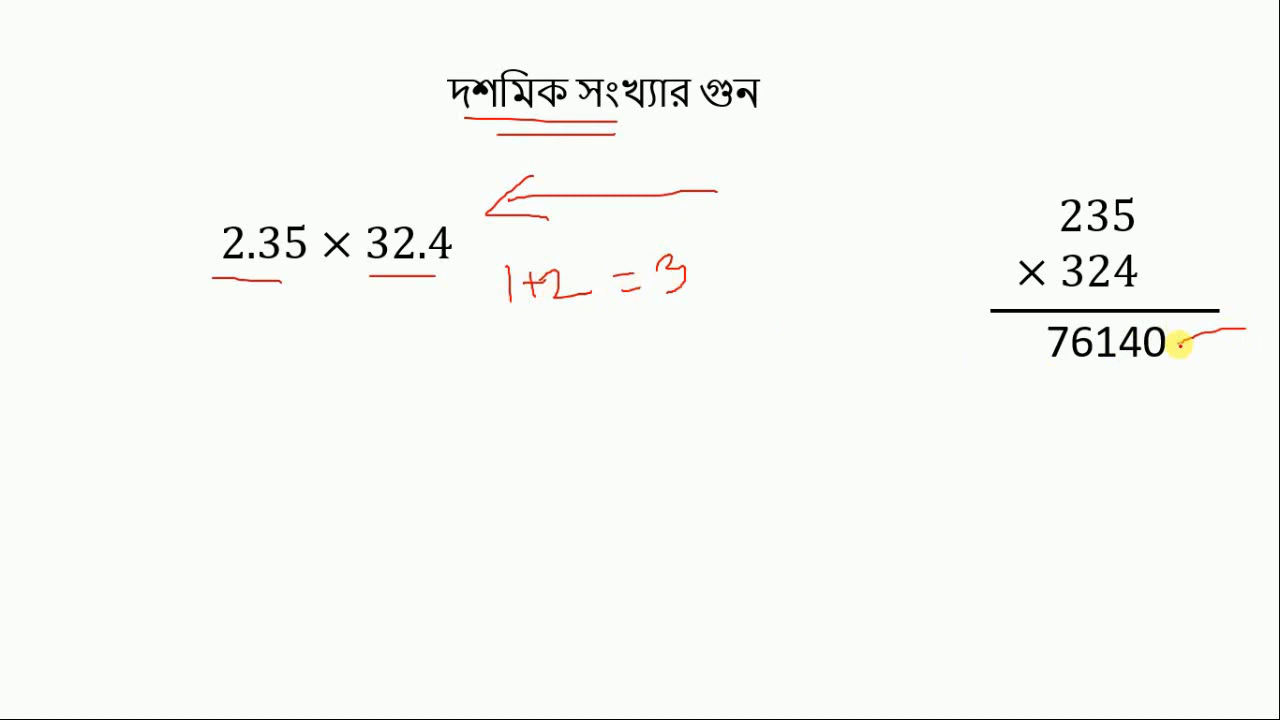 দশমিক সংখ্যার গুন
2.35 × 32.4
1+2 = 3
235
× 324
76140